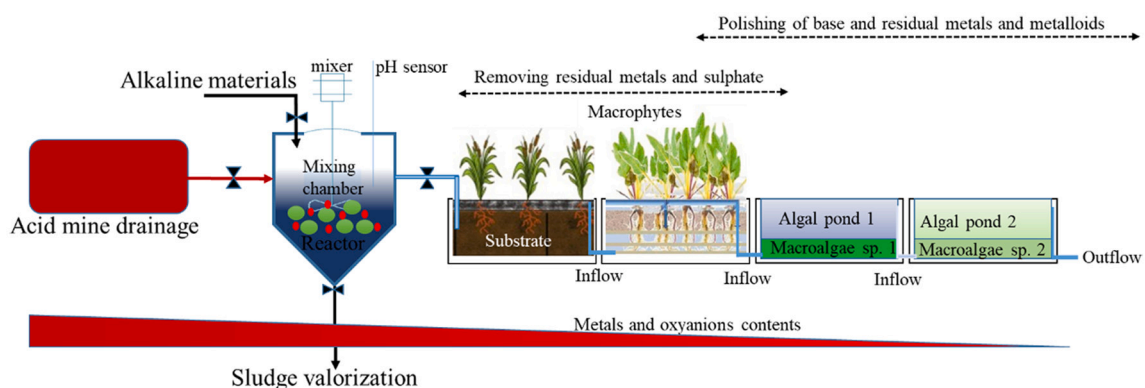 Polishing of base and residual metals and metalloids
mixer
pH sensor
Alkaline materials
Removing residual metals and sulphate
Macrophytes
Mixing
chamber
Reactor
Acid mine drainage
Substrate
Algal pond 1
Macroalgae sp. 1
Algal pond 2
Macroalgae sp. 2
Inflow
Inflow
Inflow
Outflow
Metals and oxyanions contents
Sludge valorization